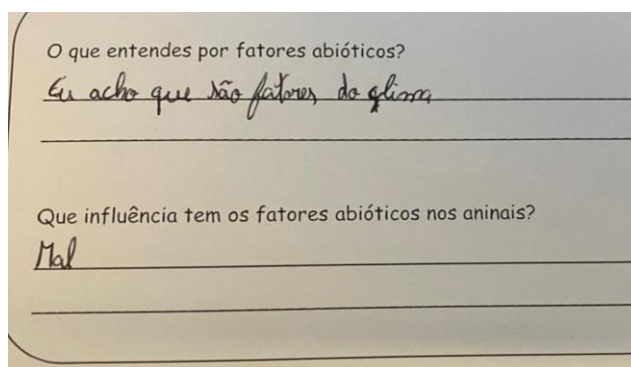 O que entendes por fatores abióticos?
Eu acho que são fatores do glima
Que influência tem os fatores abióticos nos aninais?
Mal